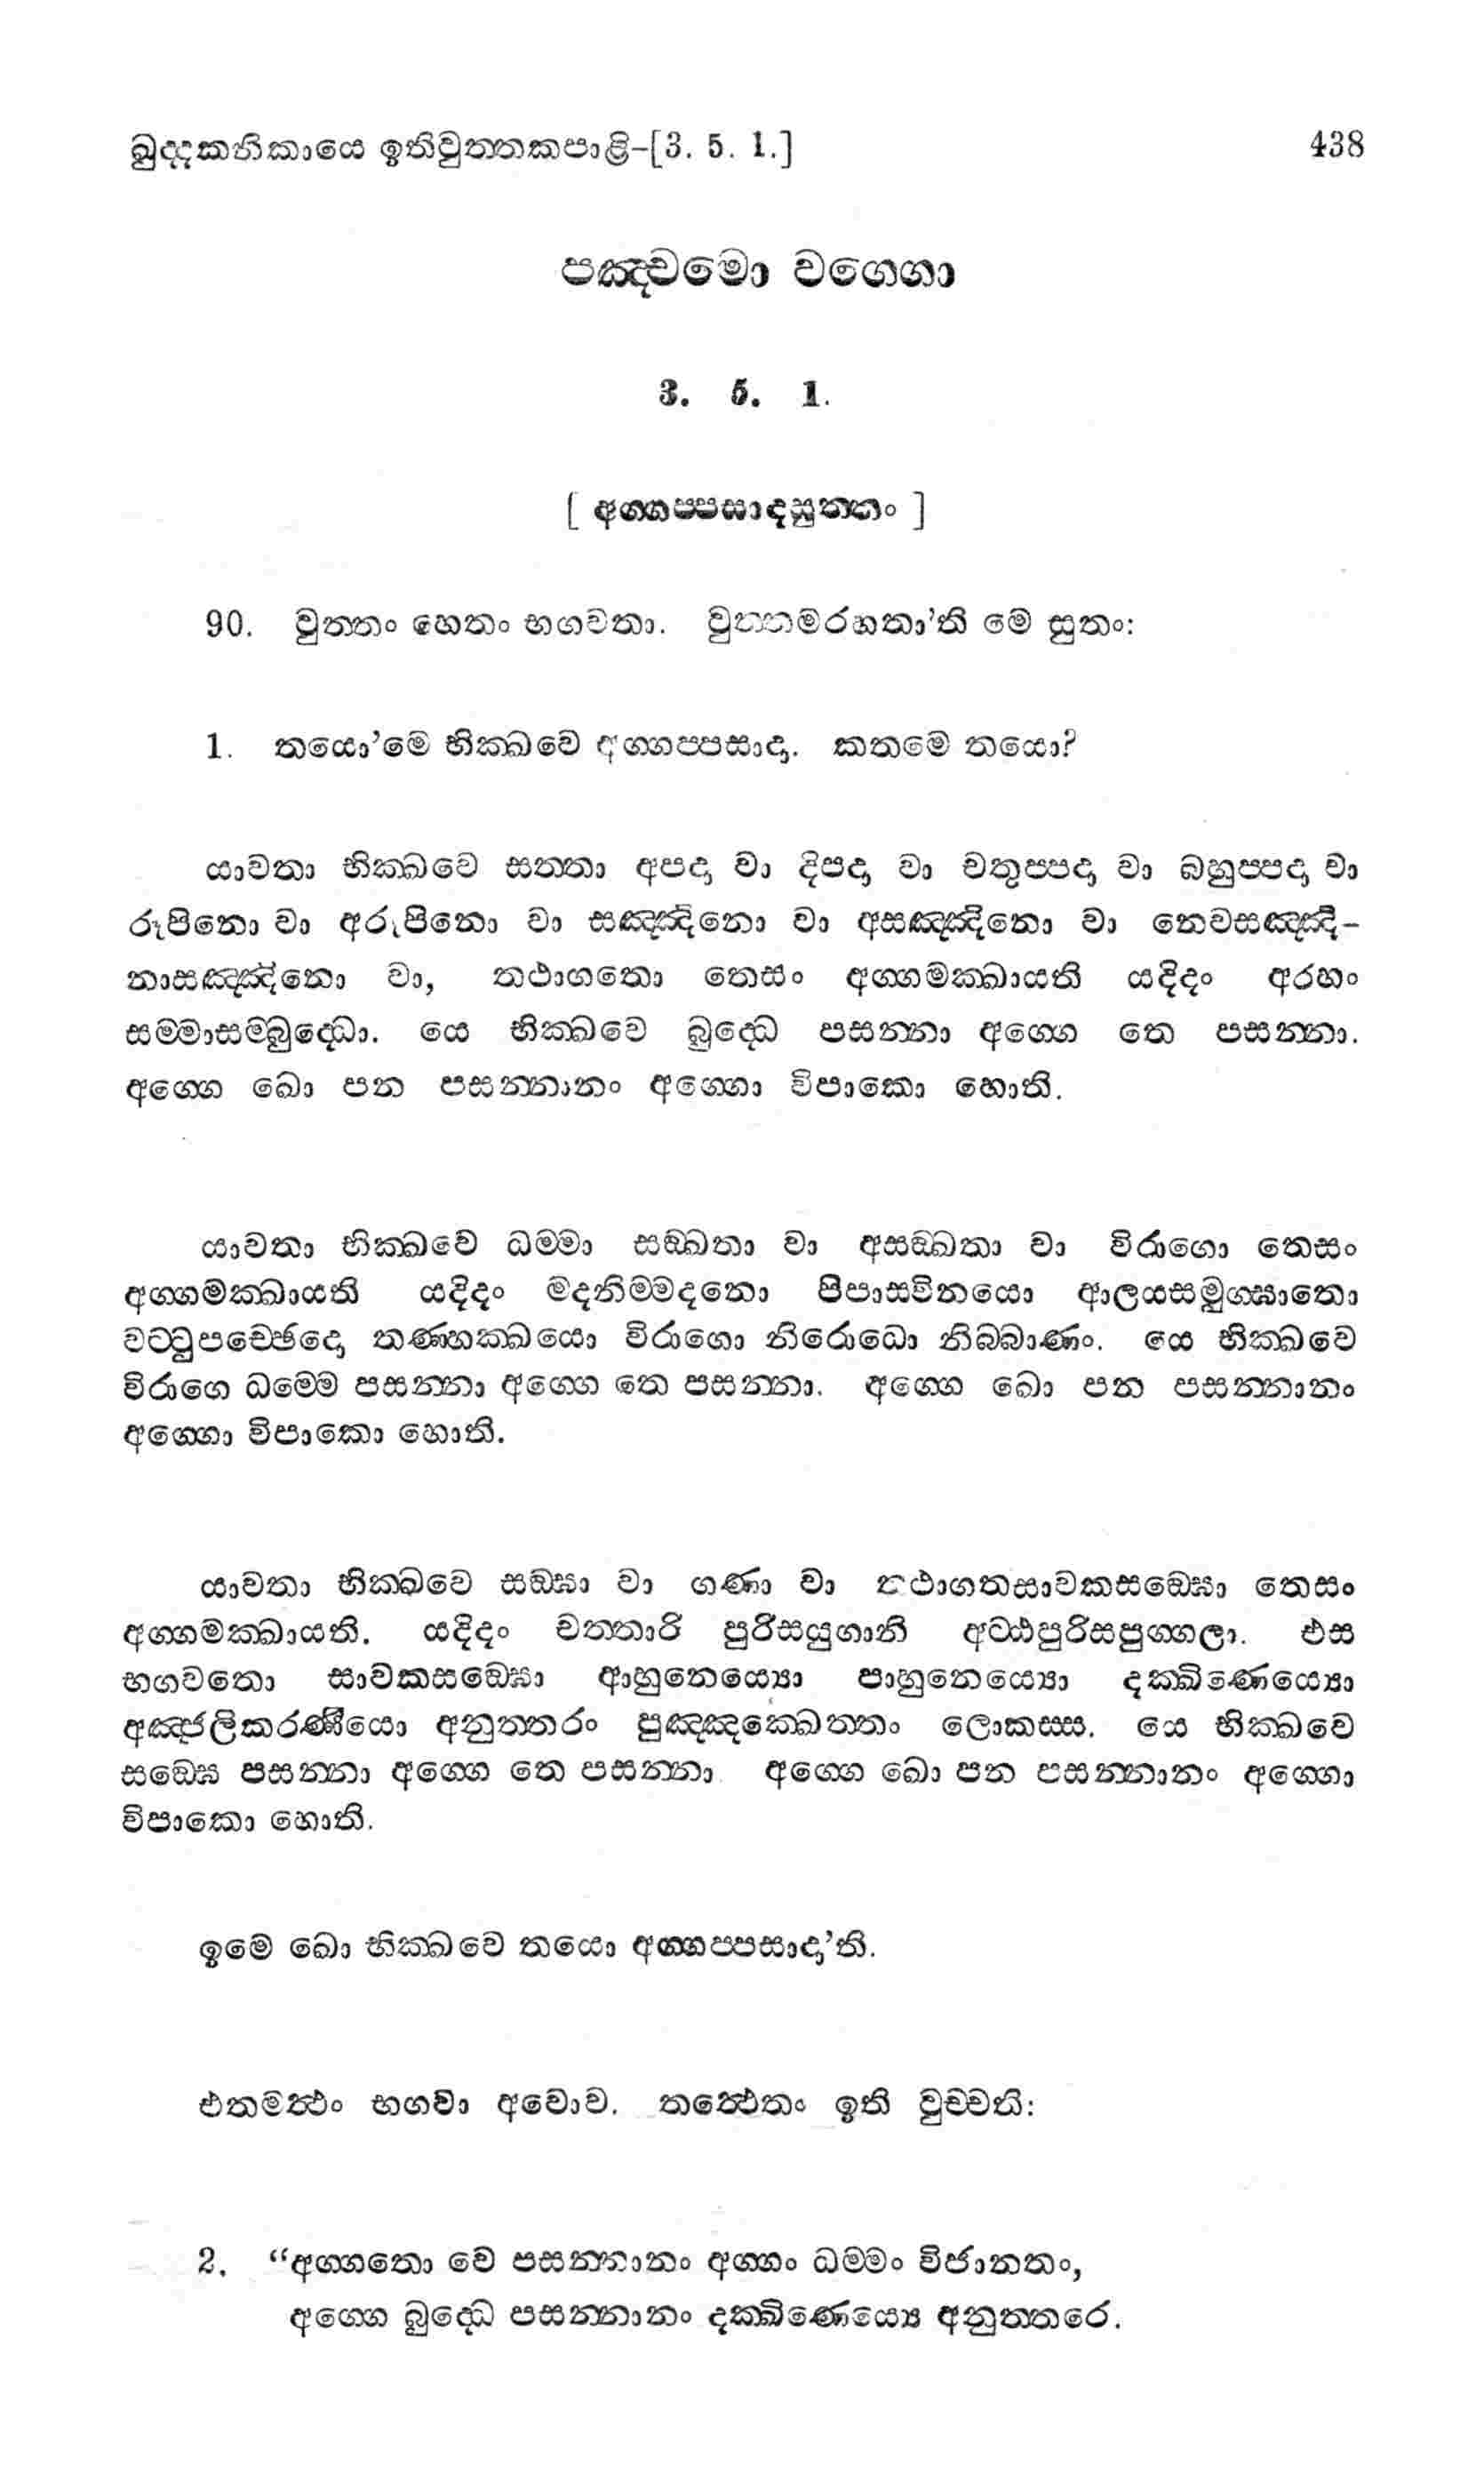 ඛුද්දකනිකායෙ ඉතිවුත්තකපාළි-[3. 5. 1.] 438
පඤ්චමො වග්ගො
3. 5. 1.
[ අග්ගප්පසාදසුත්තං ]
90. වුත්තං හෙතං භගවතා. වුත්තමරහතා’ති මෙ සුතං:
1. තයො’මෙ භික්ඛවෙ අග්ගප්පසාදා. කතමෙ තයො?
යාවතා භික්ඛවෙ සත්තා අපදා වා දිපදා වා චතුප්පදා වා බහුප්පදා වා
රූපිනො වා අරූපිනො වා සඤ්ඤිනො වා අසඤ්ඤිනො වා නෙවසඤ්ඤී-
නාසඤ්ඤිනො වා, තථාගතො තෙසං අග්ගමක්ඛායති යදිදං අරහං
සම්මාසම්බුද්ධො. යෙ භික්ඛවෙ බුද්ධෙ පසන්නා අග්ගෙ තෙ පසන්නා.
අග්ගෙ ඛො පන පසන්නානං අග්ගො විපාකො හොති.
යාවතා භික්ඛවෙ ධම්මා සඞ්ඛතා වා අසඞ්ඛතා වා විරාගො තෙසං
අග්ගමක්ඛායති යදිදං මදනිම්මදනො පිපාසවිනයො ආලයසමුග්ඝාතො
වට්ටුපච්ඡෙදො තණ්හක්ඛයො විරාගො නිරොධො නිබ්බාණං. යෙ භික්ඛවෙ
විරාගෙ ධම්මෙ පසන්නා අග්ගෙ තෙ පසන්නා. අග්ගෙ ඛො පන පසන්නානං
අග්ගො විපාකො හොති.
යාවතා භික්ඛවෙ සඞ්ඝා වා ගණා වා තථාගතසාවකසඞ්ඝො තෙසං
අග්ගමක්ඛායති. යදිදං චත්තාරි පුරිසයුගානි අට්ඨපුරිසපුග්ගලා. එස
භගවතො සාවකසඞ්ඝො ආහුනෙය්‍යො පාහුනෙය්‍යො දක්ඛිණෙය්‍යො
අඤ්ජලිකරණීයො අනුත්තරං පුඤ්ඤක්ඛෙත්තං ලොකස්ස. යෙ භික්ඛවෙ
සඞ්ඝෙ පසන්නා අග්ගෙ තෙ පසන්නා. අග්ගෙ ඛො පන පසන්නානං අග්ගො
විපාකො හොති.
ඉමෙ ඛො භික්ඛවෙ තයො අග්ගප්පසාදා’ති.
එතමත්ථං භගවා අවොච. තත්ථෙතං ඉති වුච්චති:
2. “අග්ගතො වෙ පසන්නානං අග්ගං ධම්මං විජානතං,
අග්ගෙ බුද්ධෙ පසන්නානං දක්ඛිණෙය්‍යෙ අනුත්තරෙ.